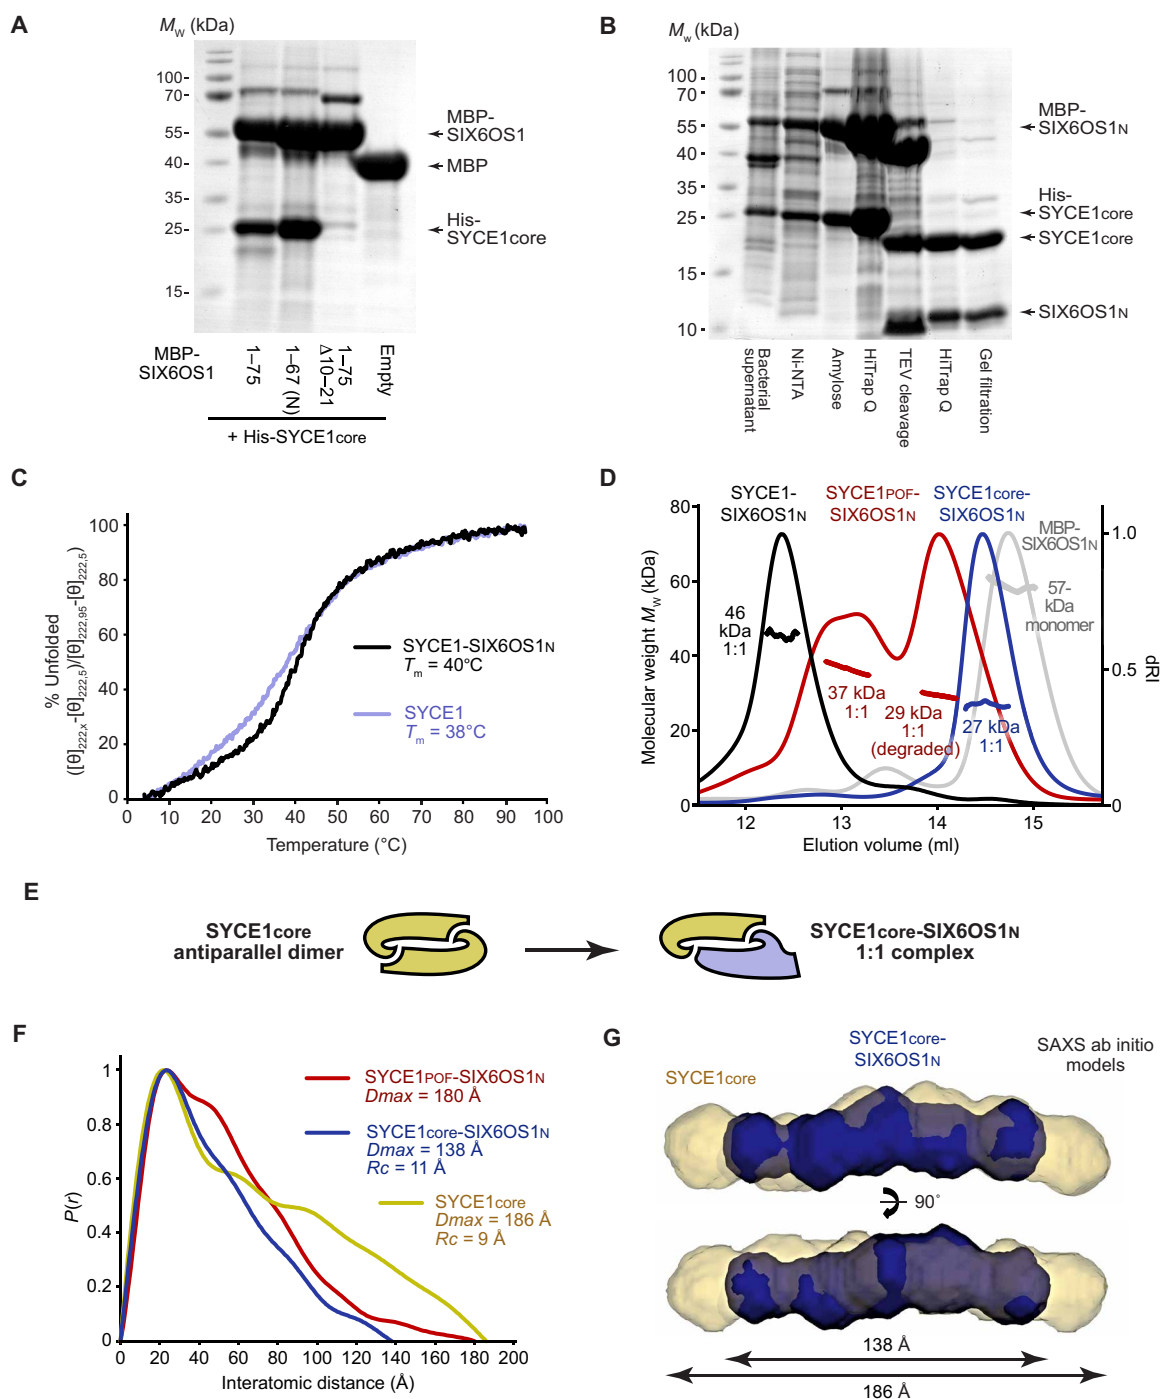 A
Mw (kDa)
100-
70-
55-
40-
35-
25-
15-
MBP-
SIX6OS1
MBP
His-
SYCE1core
MBP-
SIX6OS1
1–75
1–67 (N)
1–75
Δ10–21
Empty
+ His-SYCE1core
B
Mw (kDa)
100-
70-
55-
40-
35-
25-
15-
10-
MBP-
SIX6OS1N
His-
SYCE1core
SYCE1core
SIX6OS1N
Bacterial
supernatant
Ni-NTA
Amylose
HiTrap Q
TEV cleavage
HiTrap Q
Gel filtration
C
% Unfolded
([θ]222,x-[θ]222,5)/[θ]222,95-[θ]222,5)
100
80
60
40
20
0
0 10 20 30 40 50 60 70 80 90 100
Temperature (°C)
SYCE1-SIX6OS1N
Tm = 40°C
SYCE1
Tm = 38°C
D
Molecular weight Mw (kDa)
80
60
40
20
0
12 13 14 15
Elution volume (ml)
1.0
0.5
0
dRI
SYCE1-
SIX6OS1N
SYCE1POF-
SIX6OS1N
SYCE1core-
SIX6OS1N
MBP-
SIX6OS1N
46
kDa
1:1
37 kDa
1:1
29 kDa
1:1
(degraded)
27 kDa
1:1
57-
kDa
monomer
E
SYCE1core
antiparallel dimer
SYCE1core-SIX6OS1N
1:1 complex
F
P(r)
1
0.8
0.6
0.4
0.2
0
0 20 40 60 80 100 120 140 160 180 200
Interatomic distance (Å)
SYCE1POF-SIX6OS1N
Dmax = 180 Å
SYCE1core-SIX6OS1N
Dmax = 138 Å
Rc = 11 Å
SYCE1core
Dmax = 186 Å
Rc = 9 Å
G
SYCE1core
SYCE1core-
SIX6OS1N
SAXS ab initio
models
90°
138 Å
186 Å